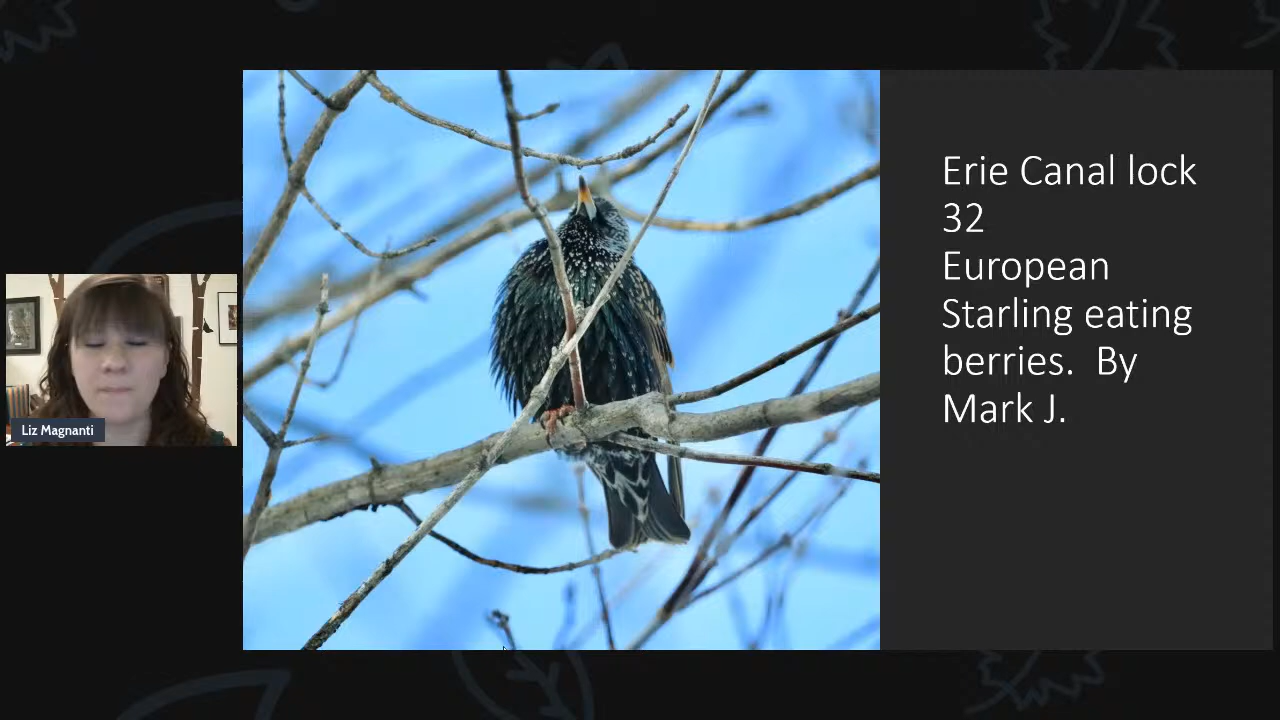 Erie Canal lock
32
European
Starling eating
berries.  By
Mark J.
Liz Magnanti